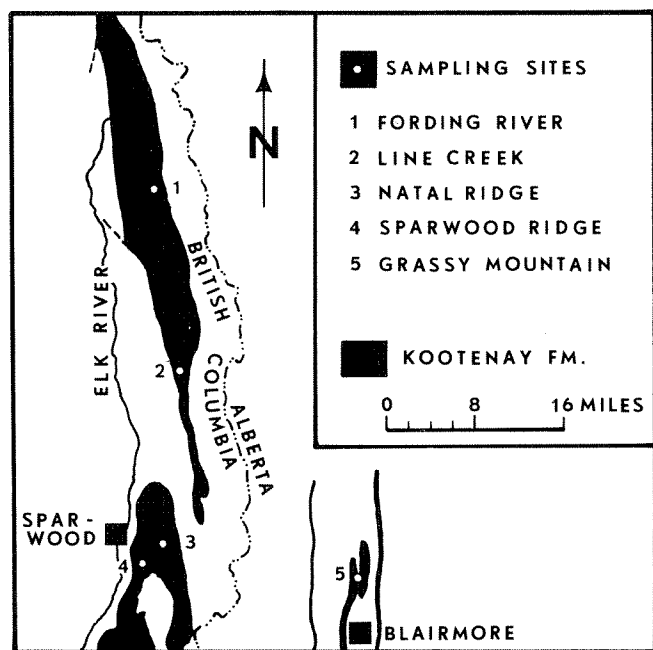 SAMPLING SITES
1 FORDING RIVER
2 LINE CREEK
3 NATAL RIDGE
4 SPARWOOD RIDGE
5 GRASSY MOUNTAIN
KOOTENAY FM.
0 8 16 MILES
N
1
BRITISH
COLUMBIA
ALBERTA
ELK RIVER
2
SPAR-
WOOD
3
4
5
BLAIRMORE